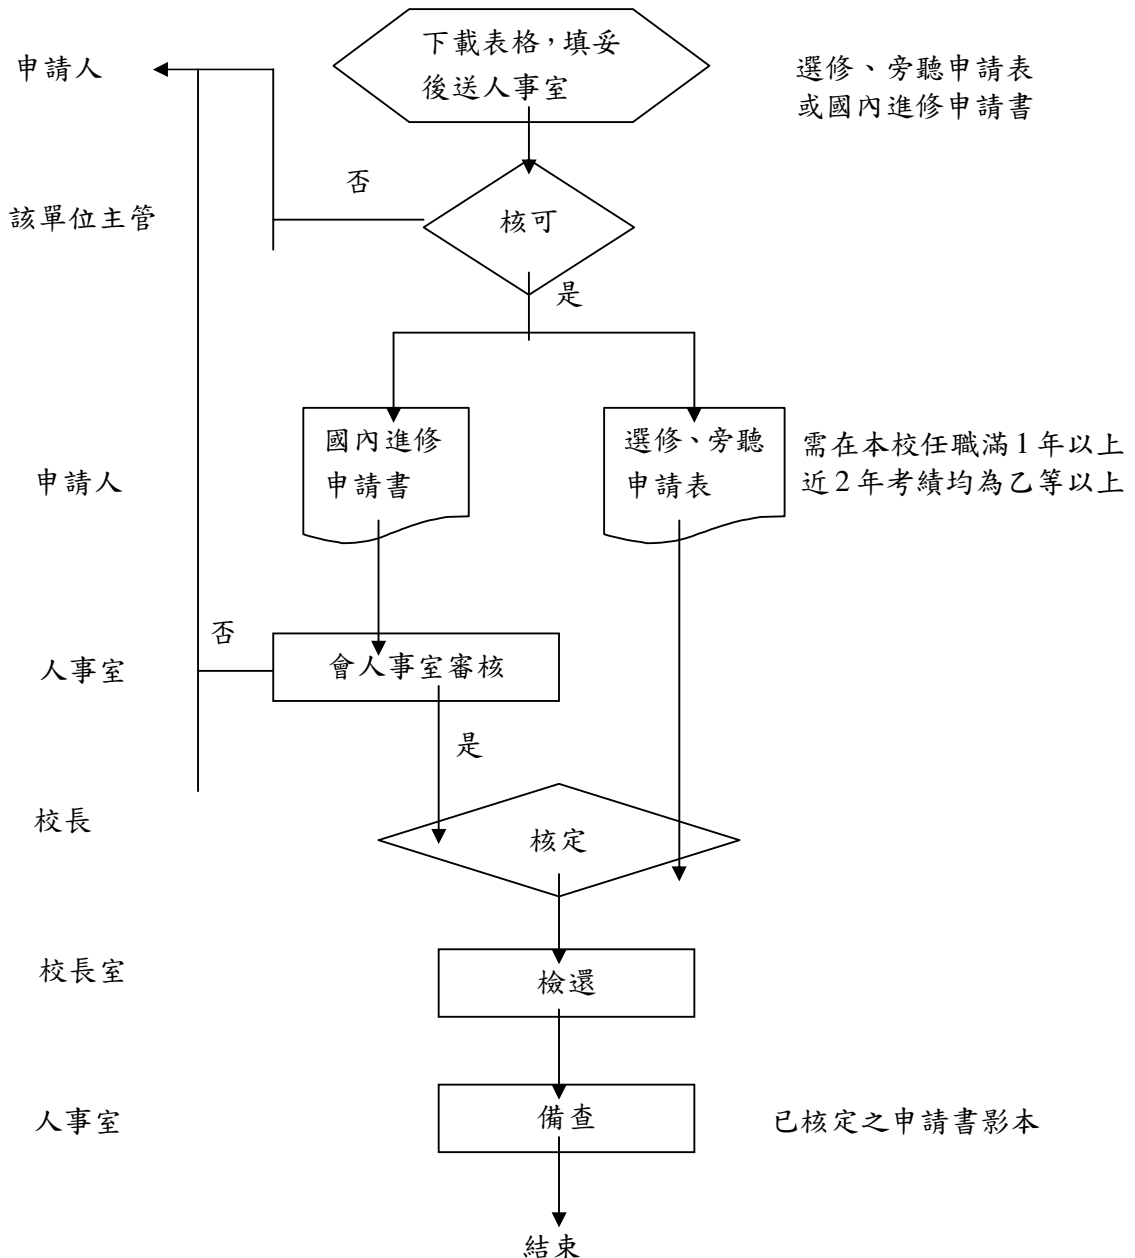 下載表格，填妥
後送人事室
申請人
選修、旁聽申請表
或國內進修申請書
否
該單位主管
核可
是
國內進修
申請書
選修、旁聽
申請表
需在本校任職滿1年以上
近2年考績均為乙等以上
申請人
否
人事室
會人事室審核
是
校長
核定
校長室
檢還
人事室
備查
已核定之申請書影本
結束